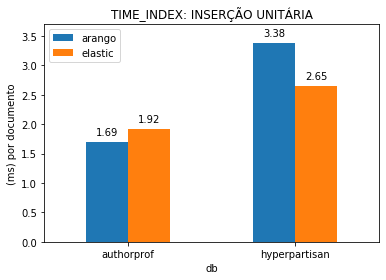 TIME_INDEX: INSERÇÃO UNITÁRIA
arango
elastic
(ms) por documento
3.5
3.0
2.5
2.0
1.5
1.0
0.5
0.0
1.69
1.92
3.38
2.65
authorprof
hyperpartisan
db